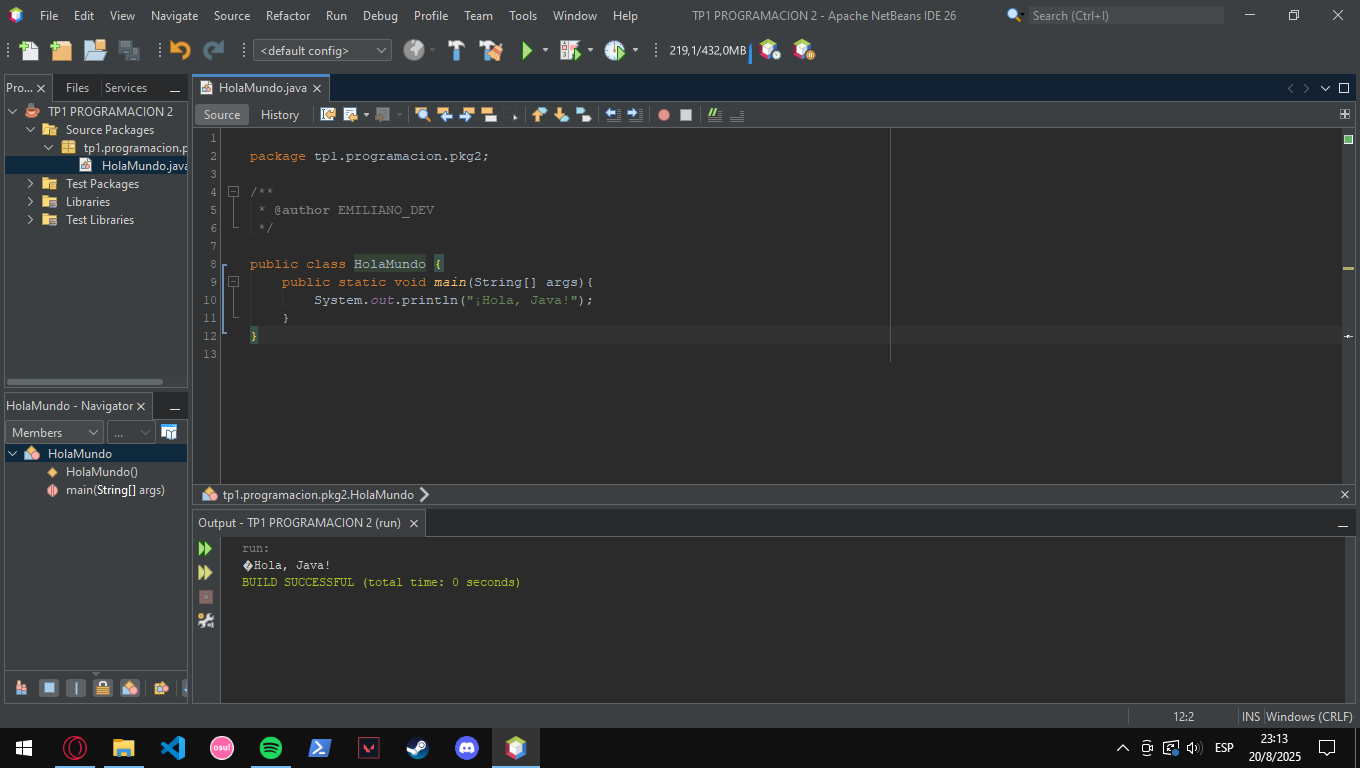 File Edit View Navigate Source Refactor Run Debug Profile Team Tools Window Help TP1 PROGRAMACION 2 - Apache NetBeans IDE 26 Search (Ctrl+I)
<default config> 219,1/432,0MB
Pro... Files Services
TP1 PROGRAMACION 2
Source Packages
tp1.programacion.p
HolaMundo.java
Test Packages
Libraries
Test Libraries
HolaMundo.java
Source History
1
2 package tp1.programacion.pkg2;
3
4 /**
5 * @author EMILIANO_DEV
6 */
7
8 public class HolaMundo {
9 public static void main(String[] args){
10 System.out.println("¡Hola, Java!");
11 }
12 }
13
HolaMundo - Navigator
Members ...
HolaMundo
HolaMundo()
main(String[] args)
tp1.programacion.pkg2.HolaMundo
Output - TP1 PROGRAMACION 2 (run)
run:
�Hola, Java!
BUILD SUCCESSFUL (total time: 0 seconds)
12:2 INS Windows (CRLF)
osu!
ESP
23:13
20/8/2025